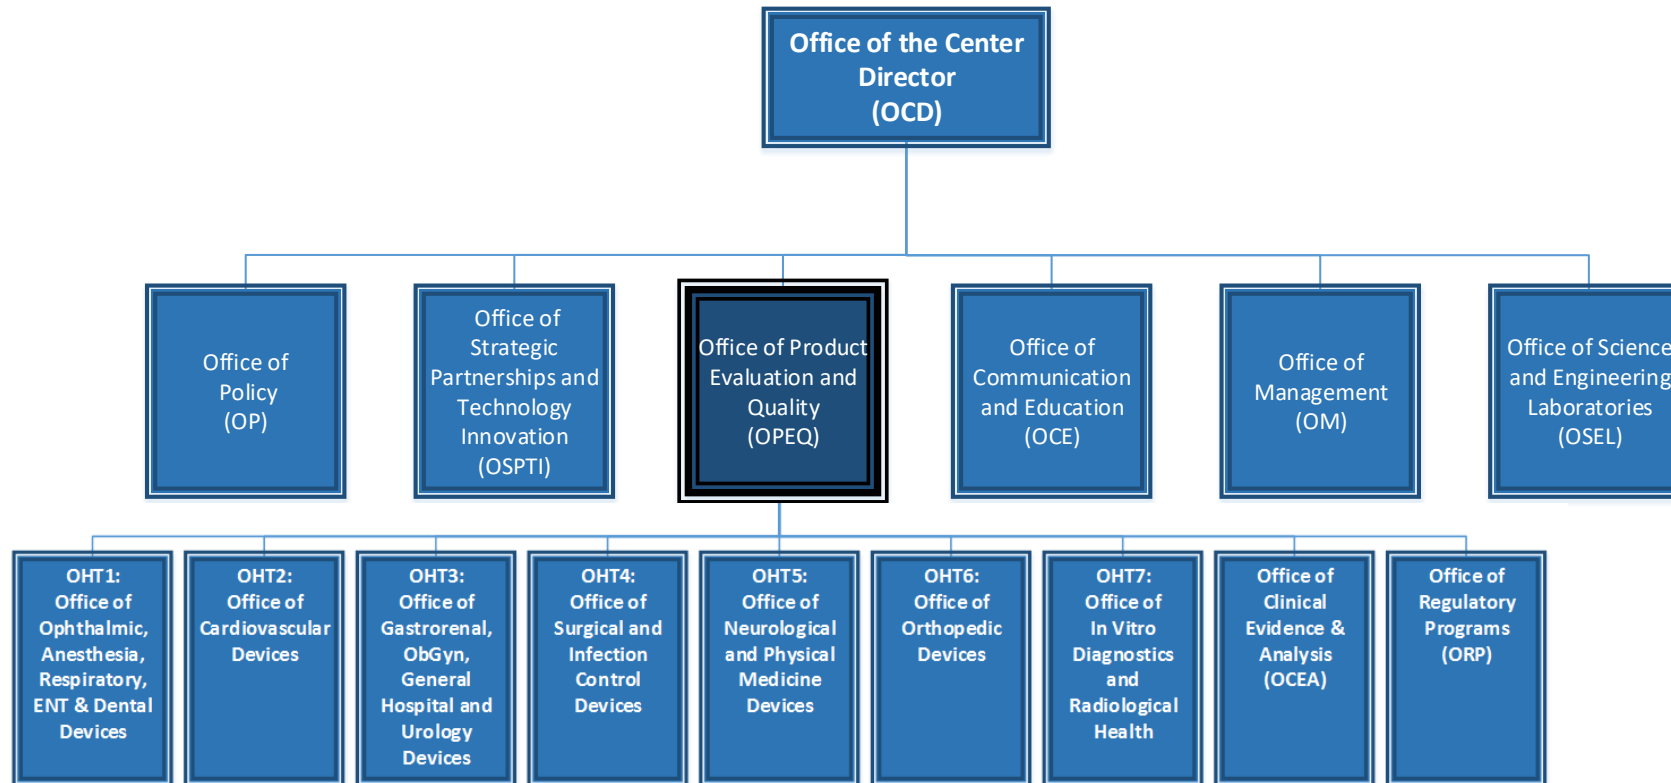 Office of the Center
Director
(OCD)
Office of
Policy
(OP)
Office of
Strategic
Partnerships and
Technology
Innovation
(OSPTI)
Office of Product
Evaluation and
Quality
(OPEQ)
Office of
Communication
and Education
(OCE)
Office of
Management
(OM)
Office of Science
and Engineering
Laboratories
(OSEL)
OHT1:
Office of
Ophthalmic,
Anesthesia,
Respiratory,
ENT & Dental
Devices
OHT2:
Office of
Cardiovascular
Devices
OHT3:
Office of
Gastrorenal,
ObGyn,
General
Hospital and
Urology
Devices
OHT4:
Office of
Surgical and
Infection
Control
Devices
OHT5:
Office of
Neurological
and Physical
Medicine
Devices
OHT6:
Office of
Orthopedic
Devices
OHT7:
Office of
In Vitro
Diagnostics
and
Radiological
Health
Office of
Clinical
Evidence &
Analysis
(OCEA)
Office of
Regulatory
Programs
(ORP)